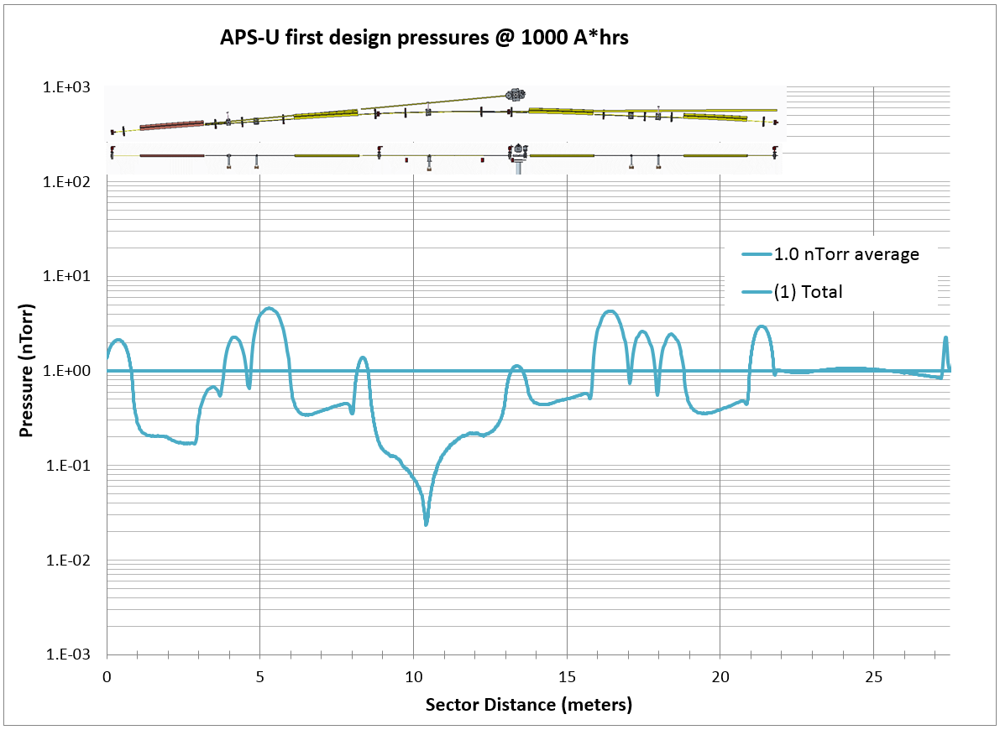 APS-U first design pressures @ 1000 A*hrs
1.E+03
1.E+02
1.E+01
1.E+00
1.E-01
1.E-02
1.E-03
Pressure (nTorr)
1.0 nTorr average
(1) Total
0 5 10 15 20 25
Sector Distance (meters)